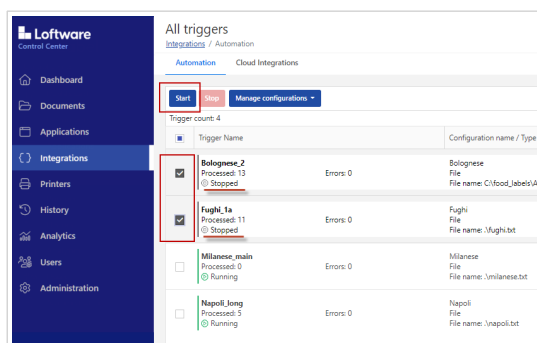 Loftware
Control Center
Dashboard
Documents
Applications
Integrations
Printers
History
Analytics
Users
Administration
All triggers
Integrations / Automation
Automation Cloud Integrations
Start Stop Manage configurations
Trigger count: 4
Trigger Name Configuration name / Type
Bolognese_2 Bolognese
Processed: 13 Errors: 0 File
Stopped File name: C:\food_labels\A
Fughi_1a Fughi
Processed: 11 Errors: 0 File
Stopped File name: .\fughi.txt
Milanese_main Milanese
Processed: 0 Errors: 0 File
Running File name: .\milanese.txt
Napoli_long Napoli
Processed: 5 Errors: 0 File
Running File name: .\napoli.txt